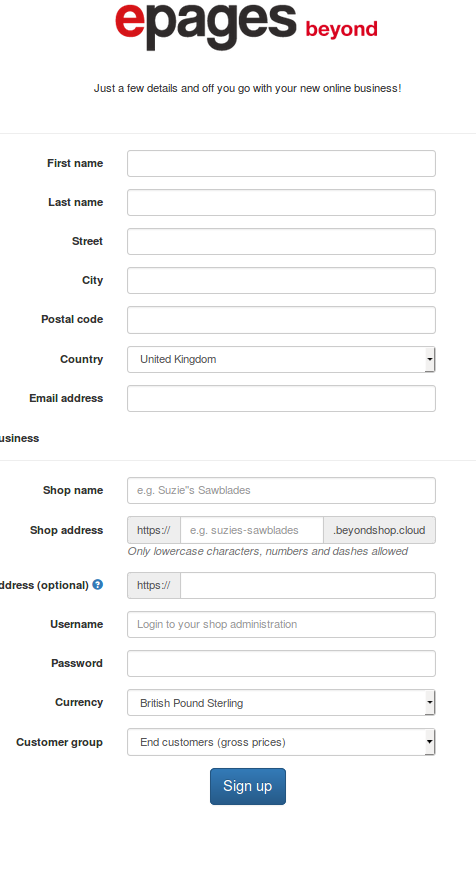 epages beyond
Just a few details and off you go with your new online business!
First name
Last name
Street
City
Postal code
Country United Kingdom
Email address
usiness
Shop name e.g. Suzie"s Sawblades
Shop address https:// e.g. suzies-sawblades .beyondshop.cloud
Only lowercase characters, numbers and dashes allowed
ddress (optional) ? https://
Username Login to your shop administration
Password
Currency British Pound Sterling
Customer group End customers (gross prices)
Sign up